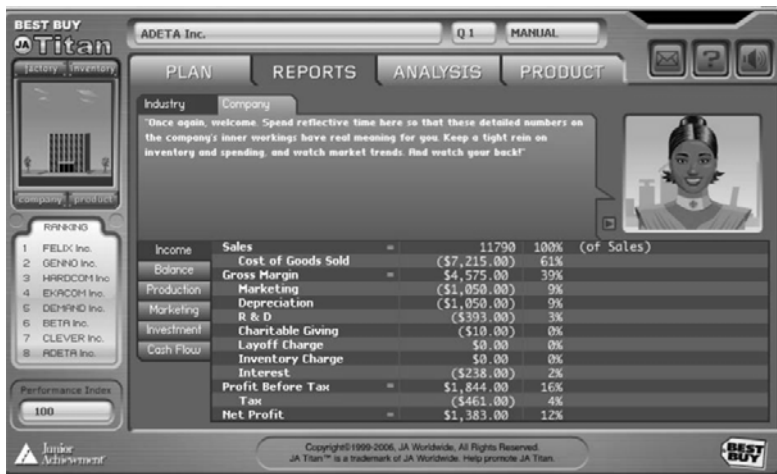 BEST BUY
JA Titan
ADETA Inc.
Q 1
MANUAL
factory inventory
PLAN REPORTS ANALYSIS PRODUCT
Industry Company
"Once again, welcome. Spend reflective time here so that these detailed numbers on
the company's inner workings have real meaning for you. Keep a tight rein on
inventory and spending, and watch market trends. And watch your back!"
company product
RANKING
1 FELIX Inc.
2 GENNO Inc.
3 HARDCOM Inc
4 EKACOM Inc.
5 DEMAND Inc.
6 BETA Inc.
7 CLEVER Inc.
8 ADETA Inc.
Performance Index
100
Income
Balance
Production
Marketing
Investment
Cash Flow
Sales = 11790 100% (of Sales)
Cost of Goods Sold ($7,215.00) 61%
Gross Margin = $4,575.00 39%
Marketing ($1,050.00) 9%
Depreciation ($1,050.00) 9%
R & D ($393.00) 3%
Charitable Giving ($10.00) 0%
Layoff Charge $0.00 0%
Inventory Charge $0.00 0%
Interest ($238.00) 2%
Profit Before Tax = $1,844.00 16%
Tax ($461.00) 4%
Net Profit = $1,383.00 12%
Junior
Achievement
Copyright©1999-2006, JA Worldwide, All Rights Reserved.
JA Titan™ is a trademark of JA Worldwide. Help promote JA Titan.
BEST
BUY